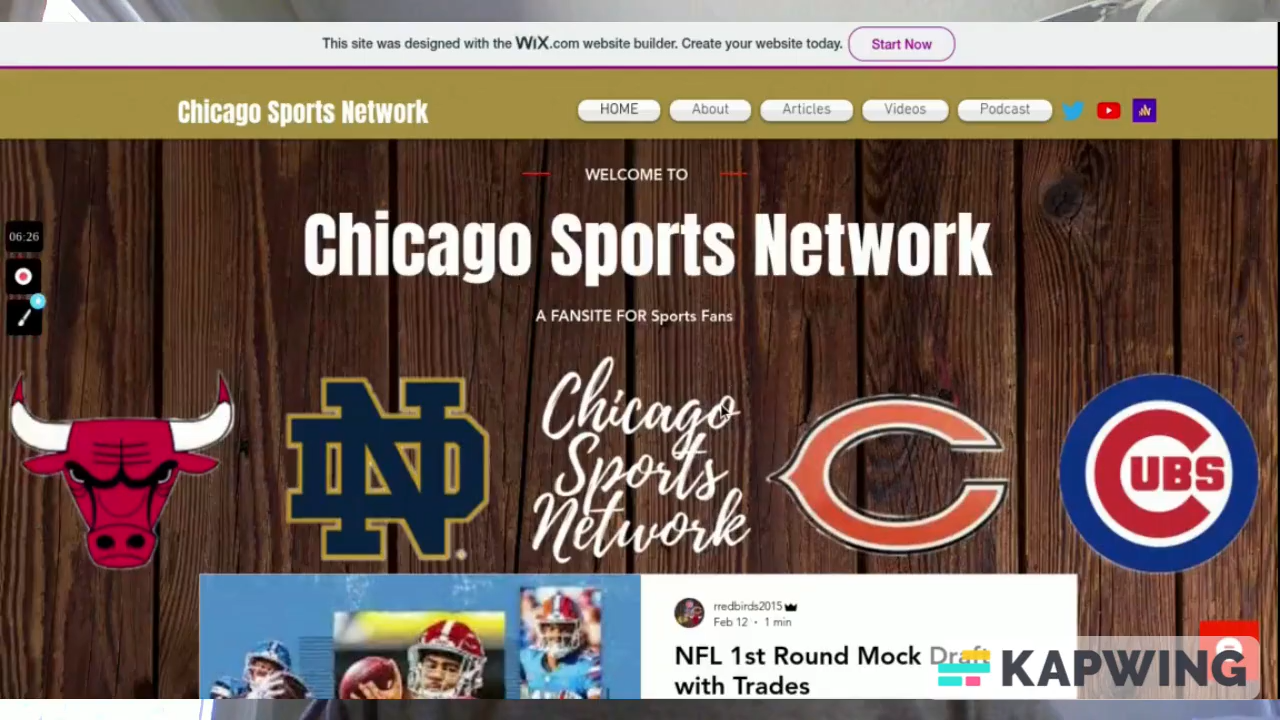 This site was designed with the WiX.com website builder. Create your website today. Start Now
Chicago Sports Network HOME About Articles Videos Podcast
WELCOME TO
Chicago Sports Network
06:26
A FANSITE FOR Sports Fans
Chicago
Sports
Network
CUBS
rredbirds2015
Feb 12 · 1 min
NFL 1st Round Mock Draft
with Trades
KAPWING